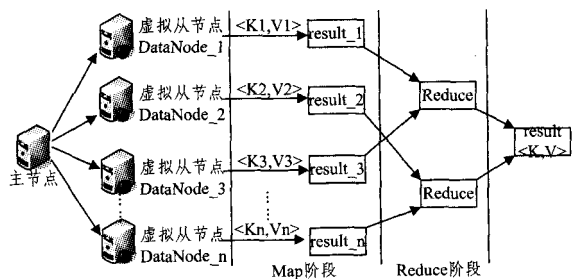 虚拟从节点
DataNode_1
<K1,V1>
result_1
虚拟从节点
DataNode_2
<K2,V2>
result_2
Reduce
主节点
虚拟从节点
DataNode_3
<K3,V3>
result_3
result
<K,V>
Reduce
虚拟从节点
DataNode_n
<Kn,Vn>
result_n
Map阶段
Reduce阶段